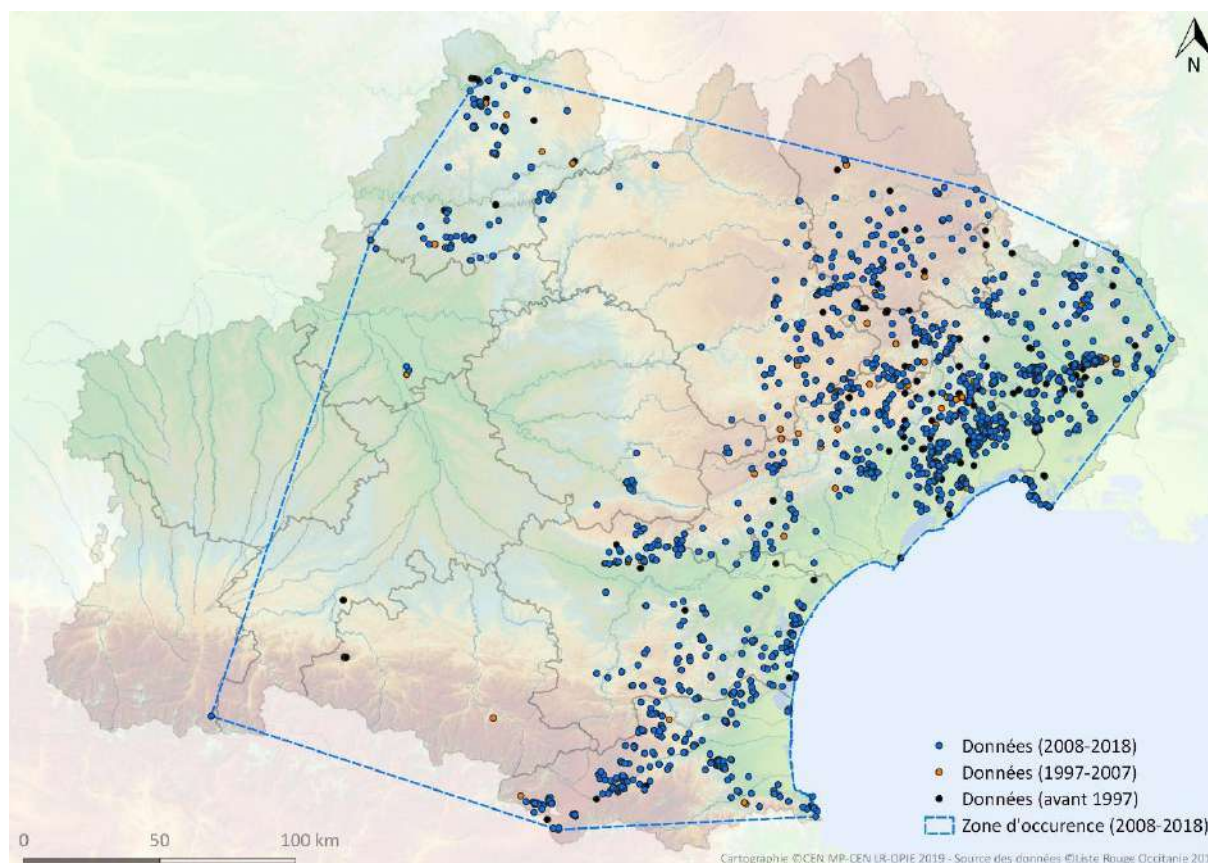 N
Données (2008-2018)
Données (1997-2007)
Données (avant 1997)
Zone d'occurence (2008-2018)
0 50 100 km
Cartographie ©CEN MP-CEN LR-OPIE 2019 - Source des données ©Liste Rouge Occitanie